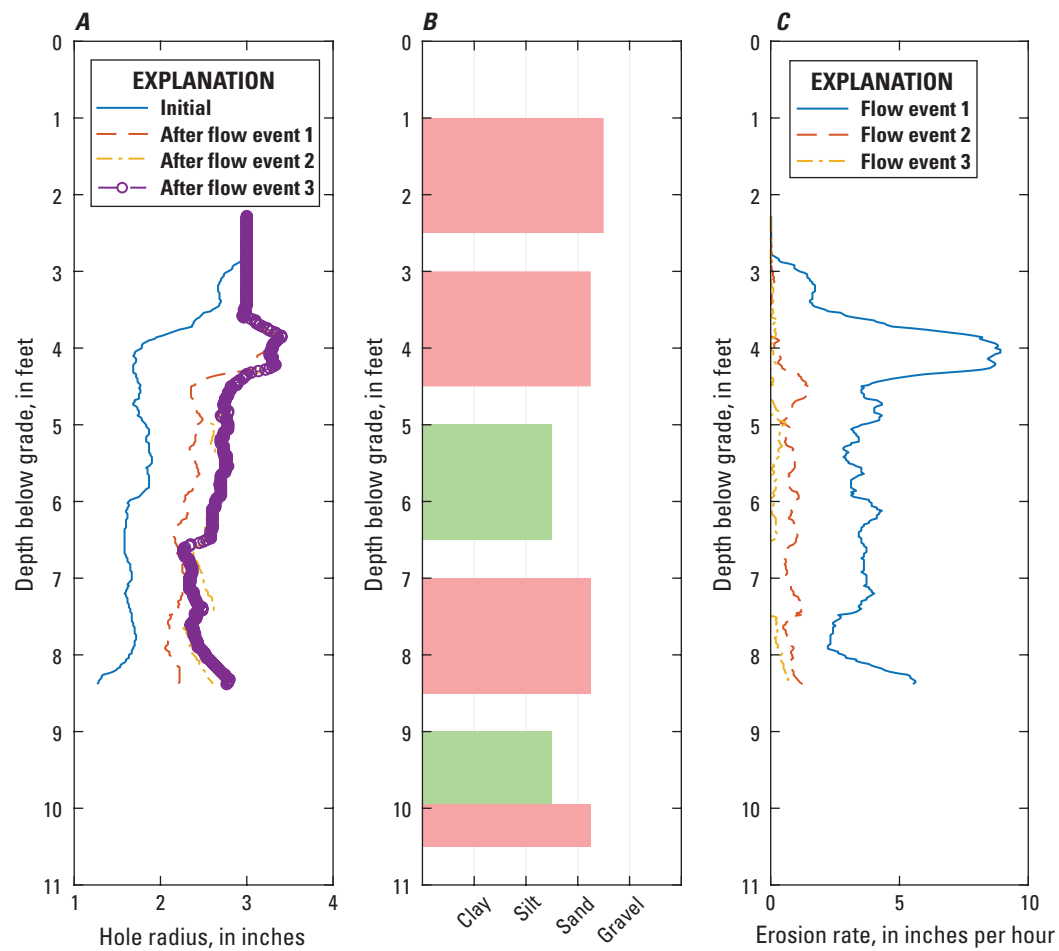 A
B
C
EXPLANATION
Initial
After flow event 1
After flow event 2
After flow event 3
EXPLANATION
Flow event 1
Flow event 2
Flow event 3
Depth below grade, in feet
0
1
2
3
4
5
6
7
8
9
10
11
1
2
3
4
Hole radius, in inches
Depth below grade, in feet
0
1
2
3
4
5
6
7
8
9
10
11
Clay
Silt
Sand
Gravel
Depth below grade, in feet
0
1
2
3
4
5
6
7
8
9
10
11
0
5
10
Erosion rate, in inches per hour